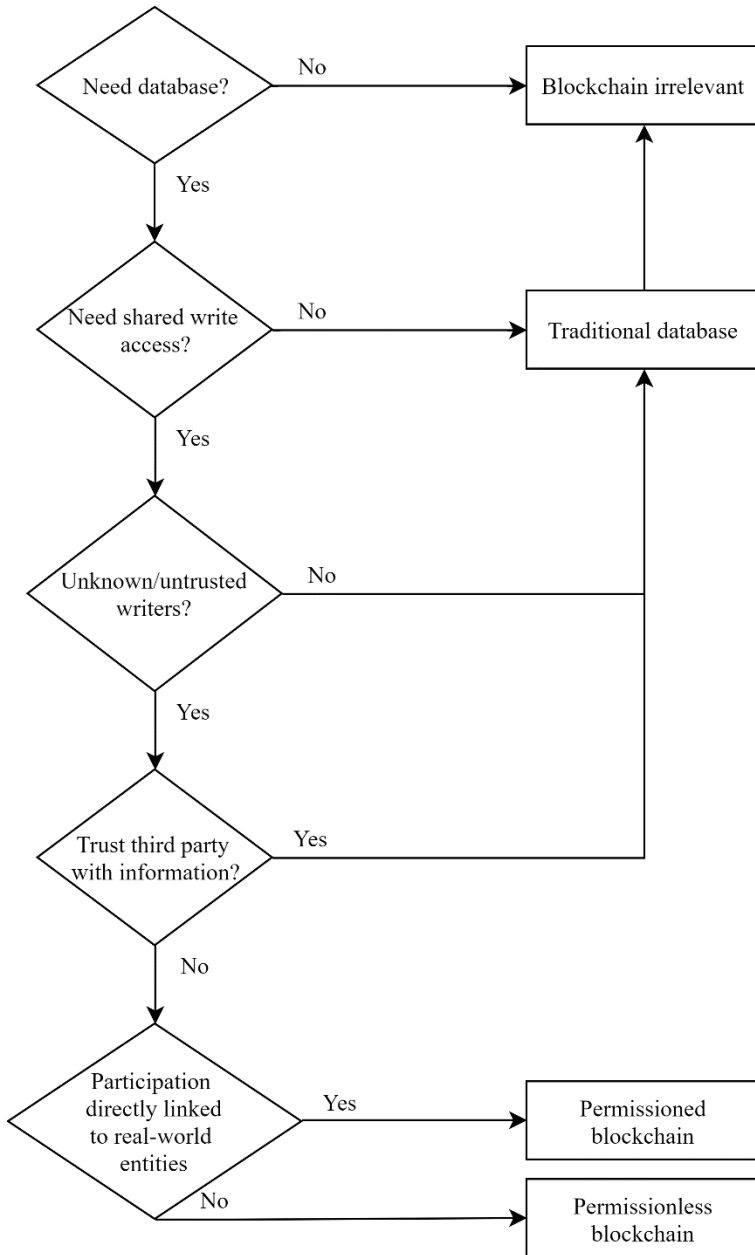 Need database?
No
Blockchain irrelevant
Yes
Need shared write
access?
No
Traditional database
Yes
Unknown/untrusted
writers?
No
Yes
Trust third party
with information?
Yes
No
Participation
directly linked
to real-world
entities
Yes
Permissioned
blockchain
No
Permissionless
blockchain